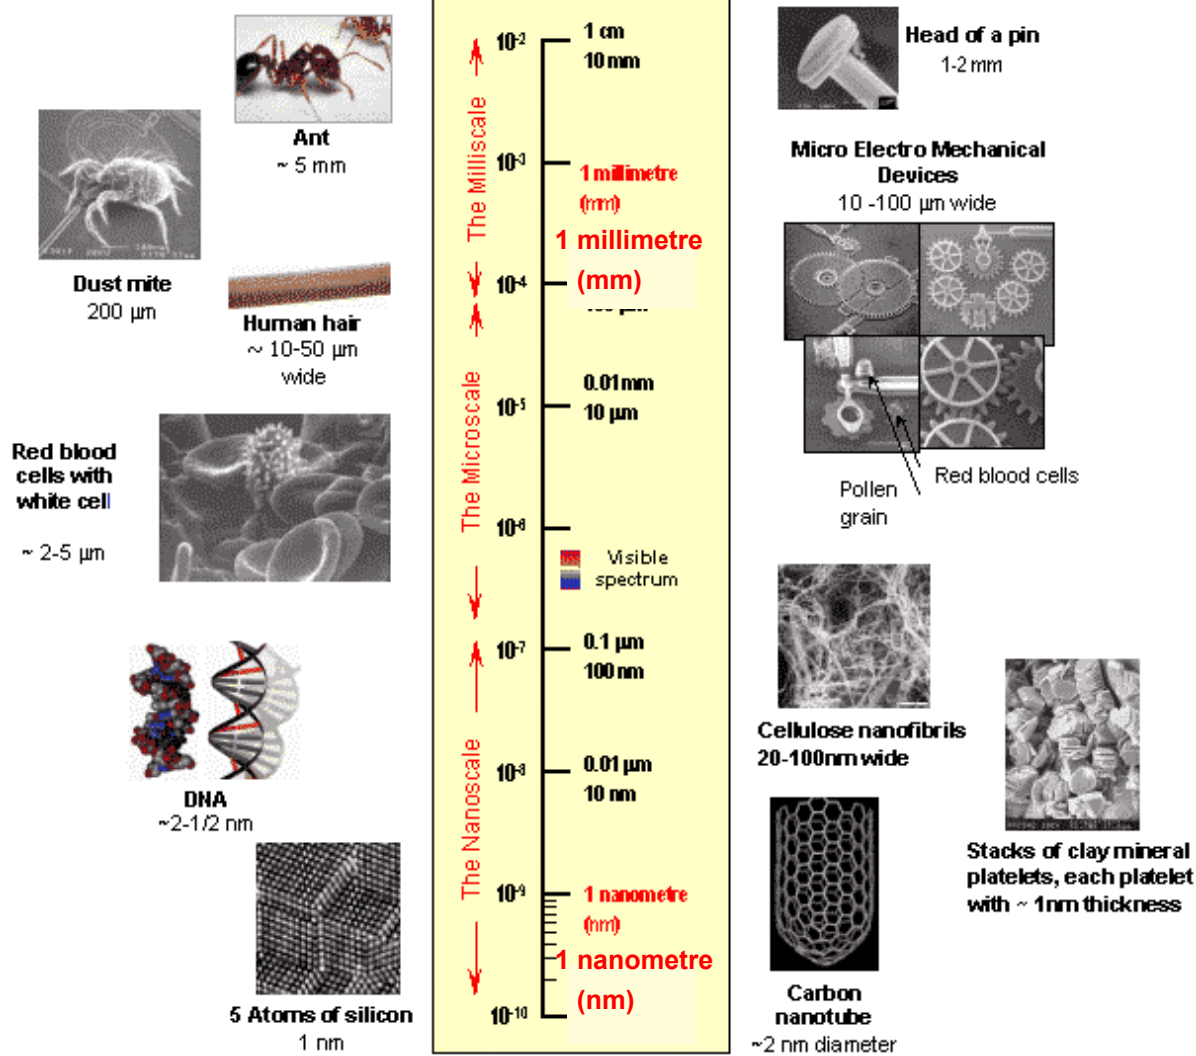 Ant
~ 5 mm
Dust mite
200 µm
Human hair
~ 10-50 µm
wide
Red blood
cells with
white cell
~ 2-5 µm
DNA
~2-1/2 nm
5 Atoms of silicon
1 nm
The Milliscale
The Microscale
The Nanoscale
10⁻²
1 cm
10 mm
10⁻³
1 millimetre
(mm)
1 millimetre
(mm)
10⁻⁴
0.01 mm
10⁻⁵
10 µm
10⁻⁶
Visible
spectrum
10⁻⁷
0.1 µm
100 nm
0.01 µm
10⁻⁸
10 nm
10⁻⁹
1 nanometre
(nm)
1 nanometre
(nm)
10⁻¹⁰
Head of a pin
1-2 mm
Micro Electro Mechanical
Devices
10 -100 µm wide
Red blood cells
Pollen
grain
Cellulose nanofibrils
20-100nm wide
Stacks of clay mineral
platelets, each platelet
with ~ 1nm thickness
Carbon
nanotube
~2 nm diameter